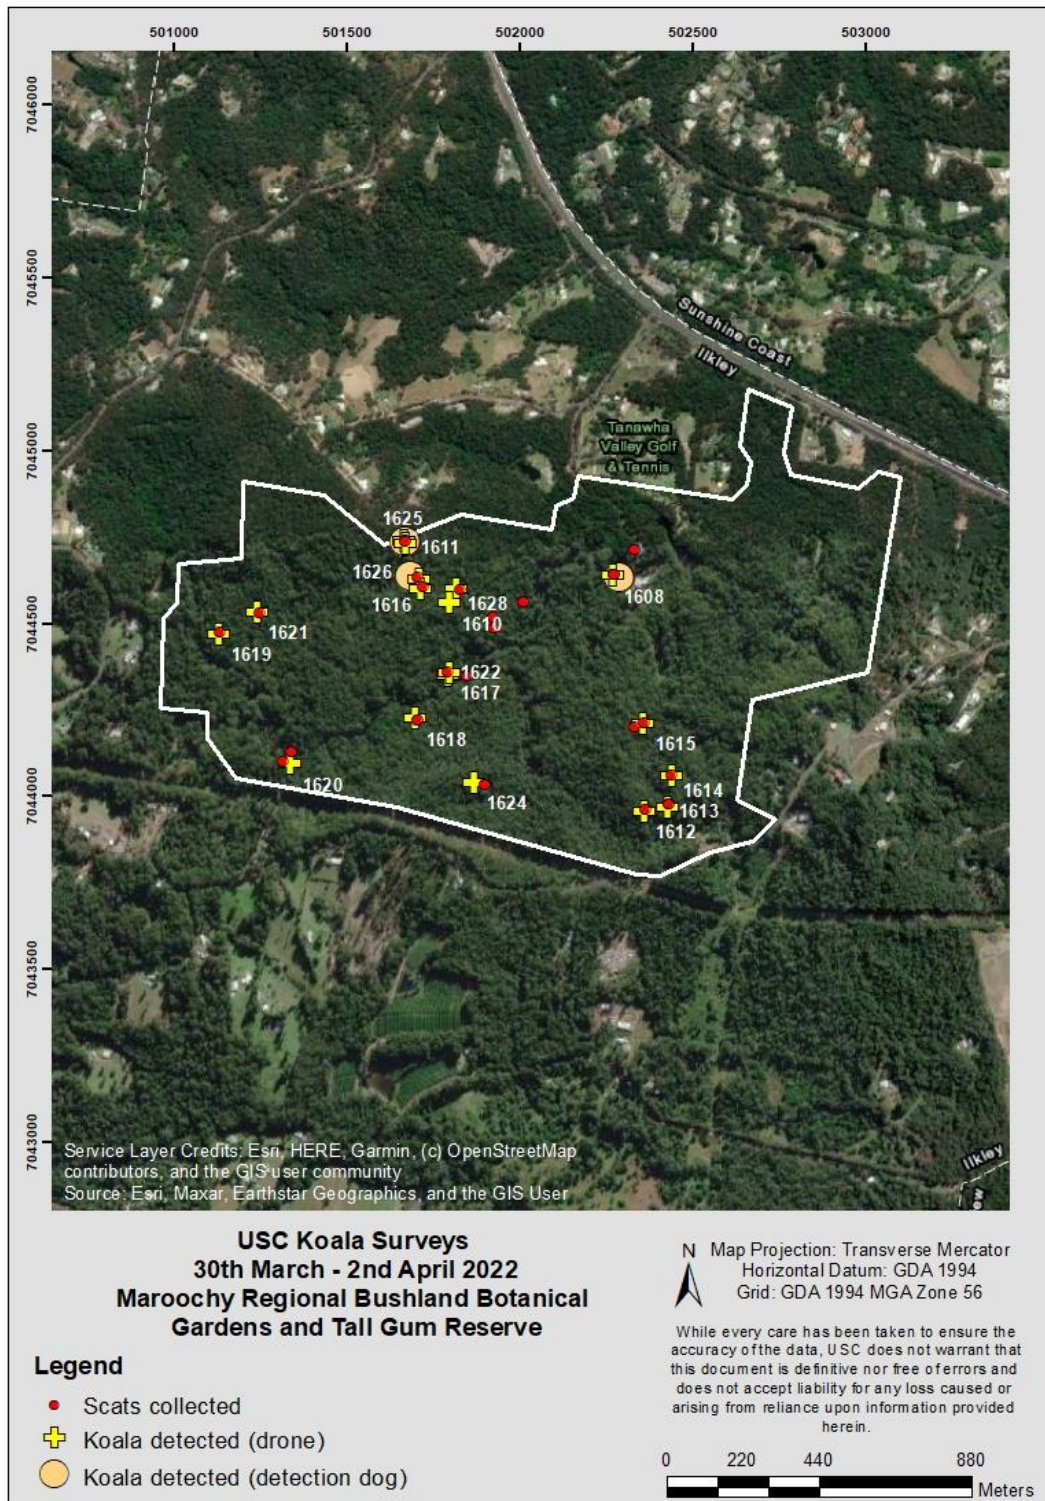 501000 501500 502000 502500 503000
7046000
7045500
7045000
7044500
7044000
7043500
7043000
Sunshine Coast
Ilkley
Tanawha
Valley Golf
& Tennis
1625
1611
1626
1616
1628
1610
1608
1621
1619
1622
1617
1618
1615
1620
1614
1624
1613
1612
Ilkley
ew
Service Layer Credits: Esri, HERE, Garmin, (c) OpenStreetMap
contributors, and the GIS user community
Source: Esri, Maxar, Earthstar Geographics, and the GIS User
USC Koala Surveys
30th March - 2nd April 2022
Maroochy Regional Bushland Botanical
Gardens and Tall Gum Reserve
Legend
Scats collected
Koala detected (drone)
Koala detected (detection dog)
N
Map Projection: Transverse Mercator
Horizontal Datum: GDA 1994
Grid: GDA 1994 MGA Zone 56
While every care has been taken to ensure the
accuracy of the data, USC does not warrant that
this document is definitive nor free of errors and
does not accept liability for any loss caused or
arising from reliance upon information provided
herein.
0 220 440 880
Meters